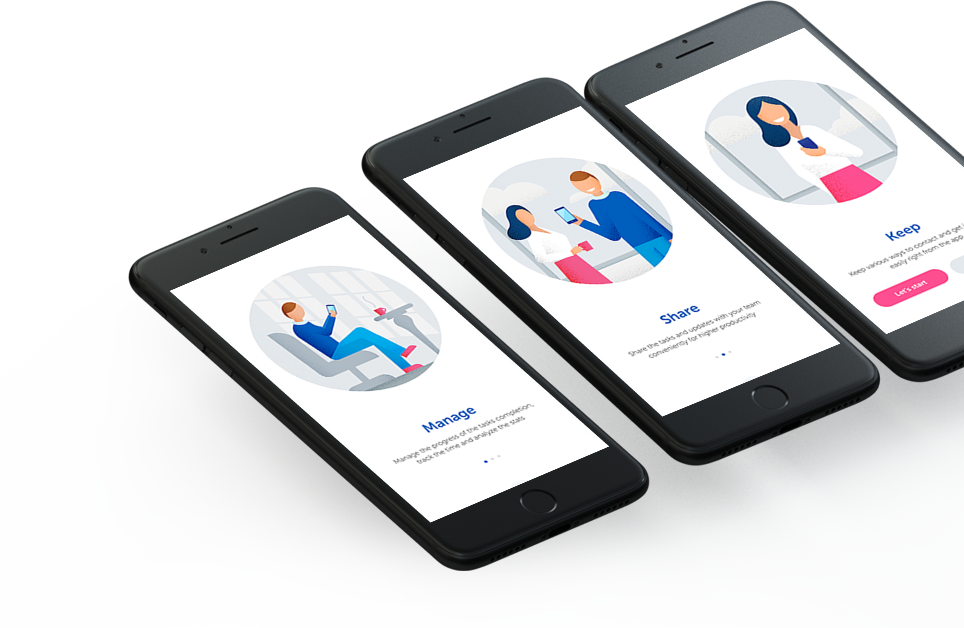 Manage
Manage the progress of the tasks completion,
track the time and analyze the stats
Share
Share the tasks and updates with your team
conveniently for higher productivity
Keep
Keep various ways to contact and get
easily right from the app
Let's start